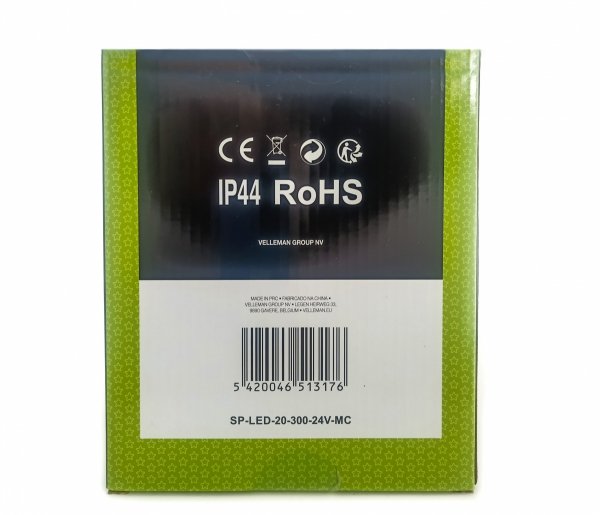 CE
IP44 RoHS
VELLEMAN GROUP NV
MADE IN PRC • FABRICADO NA CHINA •
VELLEMAN GROUP NV • LEGEN HEIRWEG 33,
9890 GAVERE, BELGIUM • VELLEMAN.EU
5 420046 513176
SP-LED-20-300-24V-MC